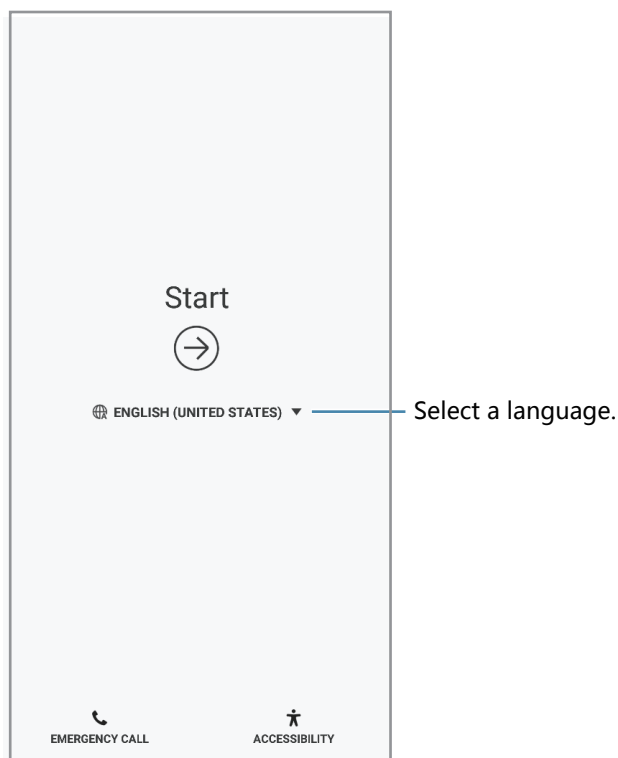 Start
ENGLISH (UNITED STATES)
Select a language.
EMERGENCY CALL
ACCESSIBILITY